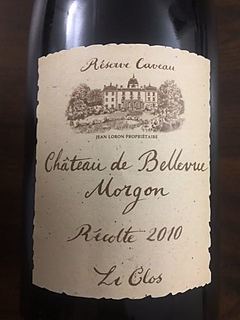 Réserve Caveau
JEAN LORON PROPRIÉTAIRE
Château de Bellevue
Morgon
Récolte 2010
Le Clos